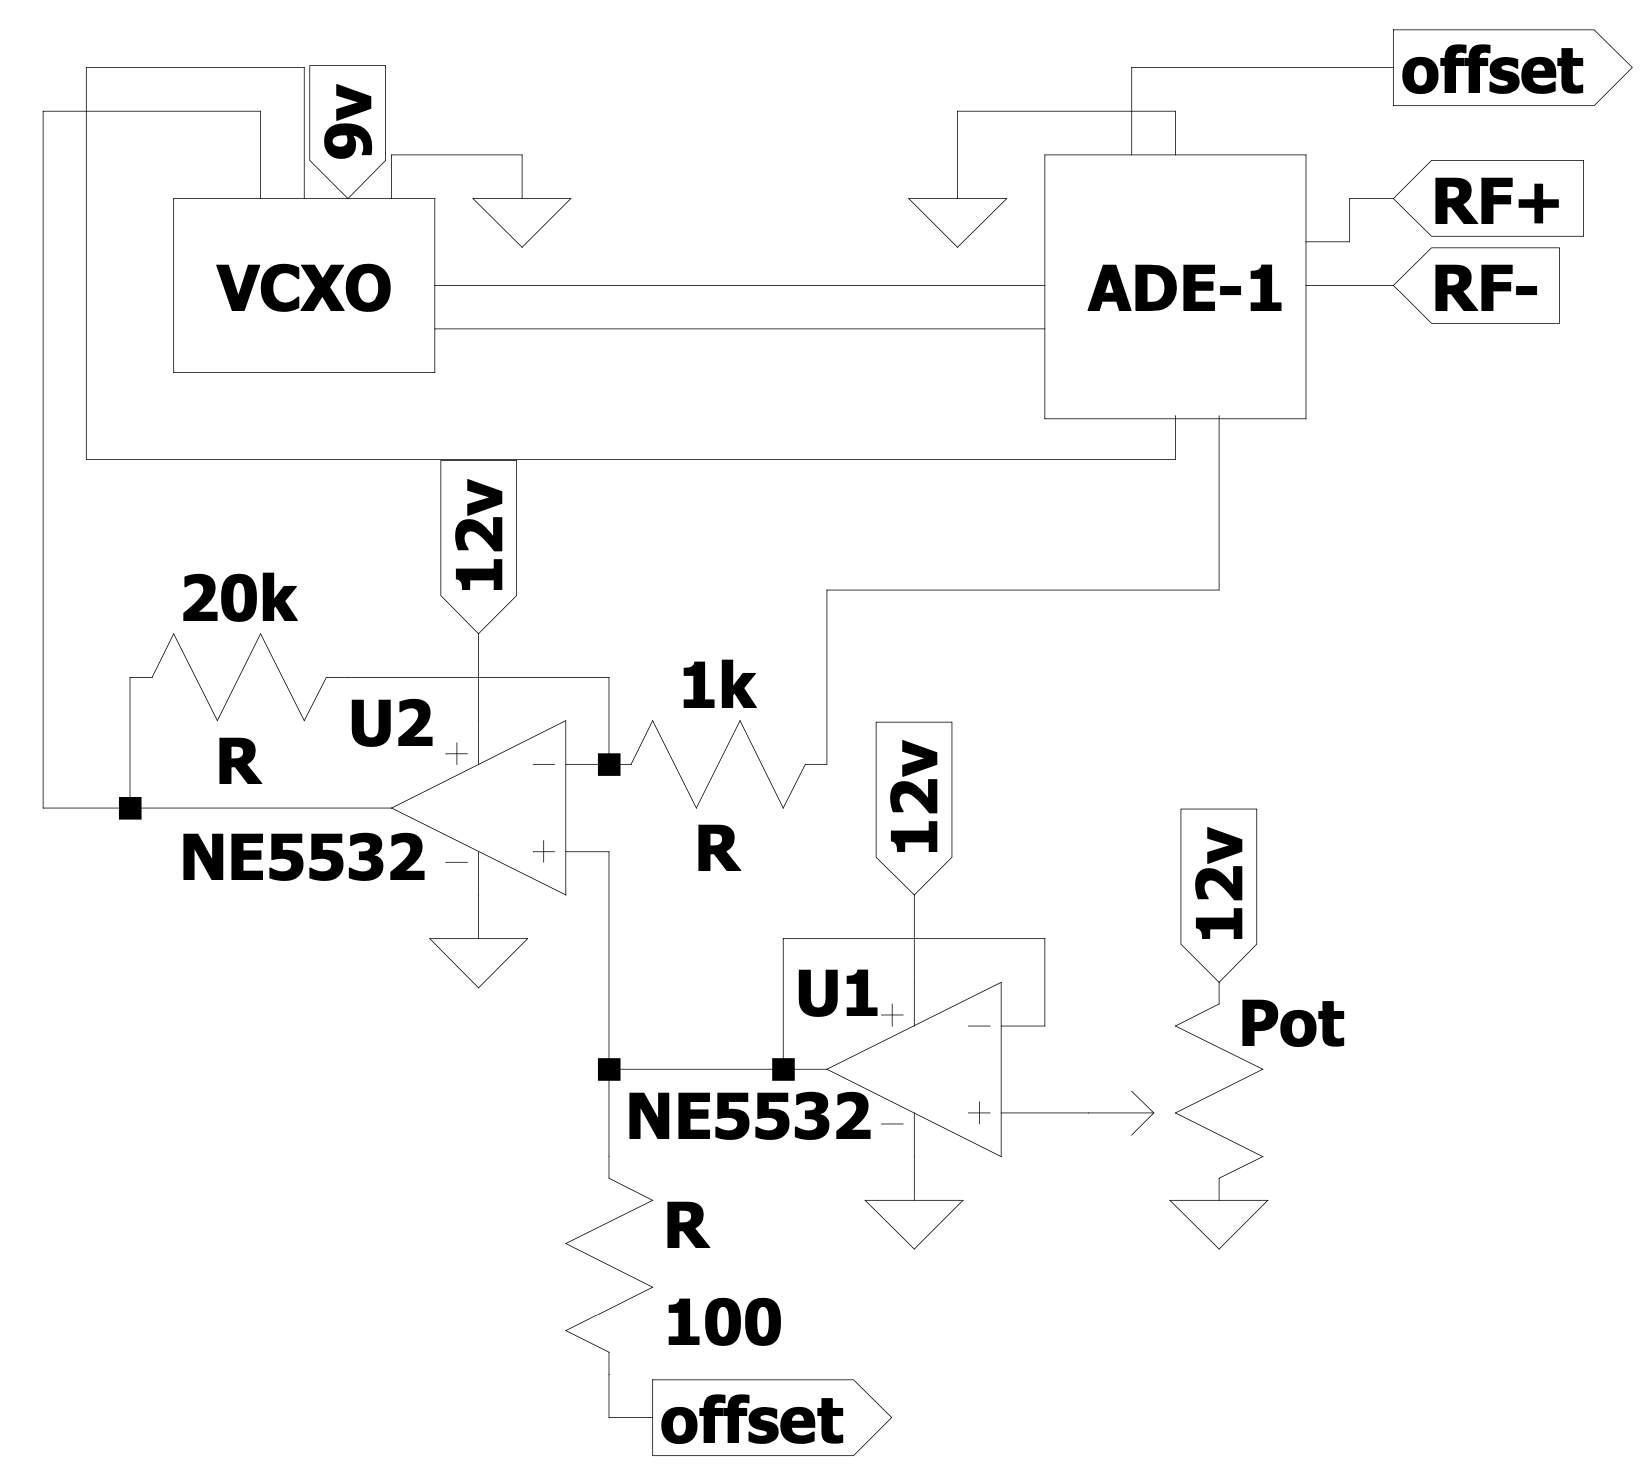 offset
9v
RF+
VCXO
ADE-1
RF-
12v
20k
1k
U2
R
12v
R
NE5532
12v
U1
Pot
NE5532
R
100
offset